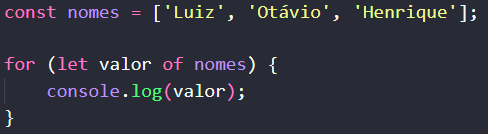 const nomes = ['Luiz', 'Otávio', 'Henrique'];
for (let valor of nomes) {
    console.log(valor);
}